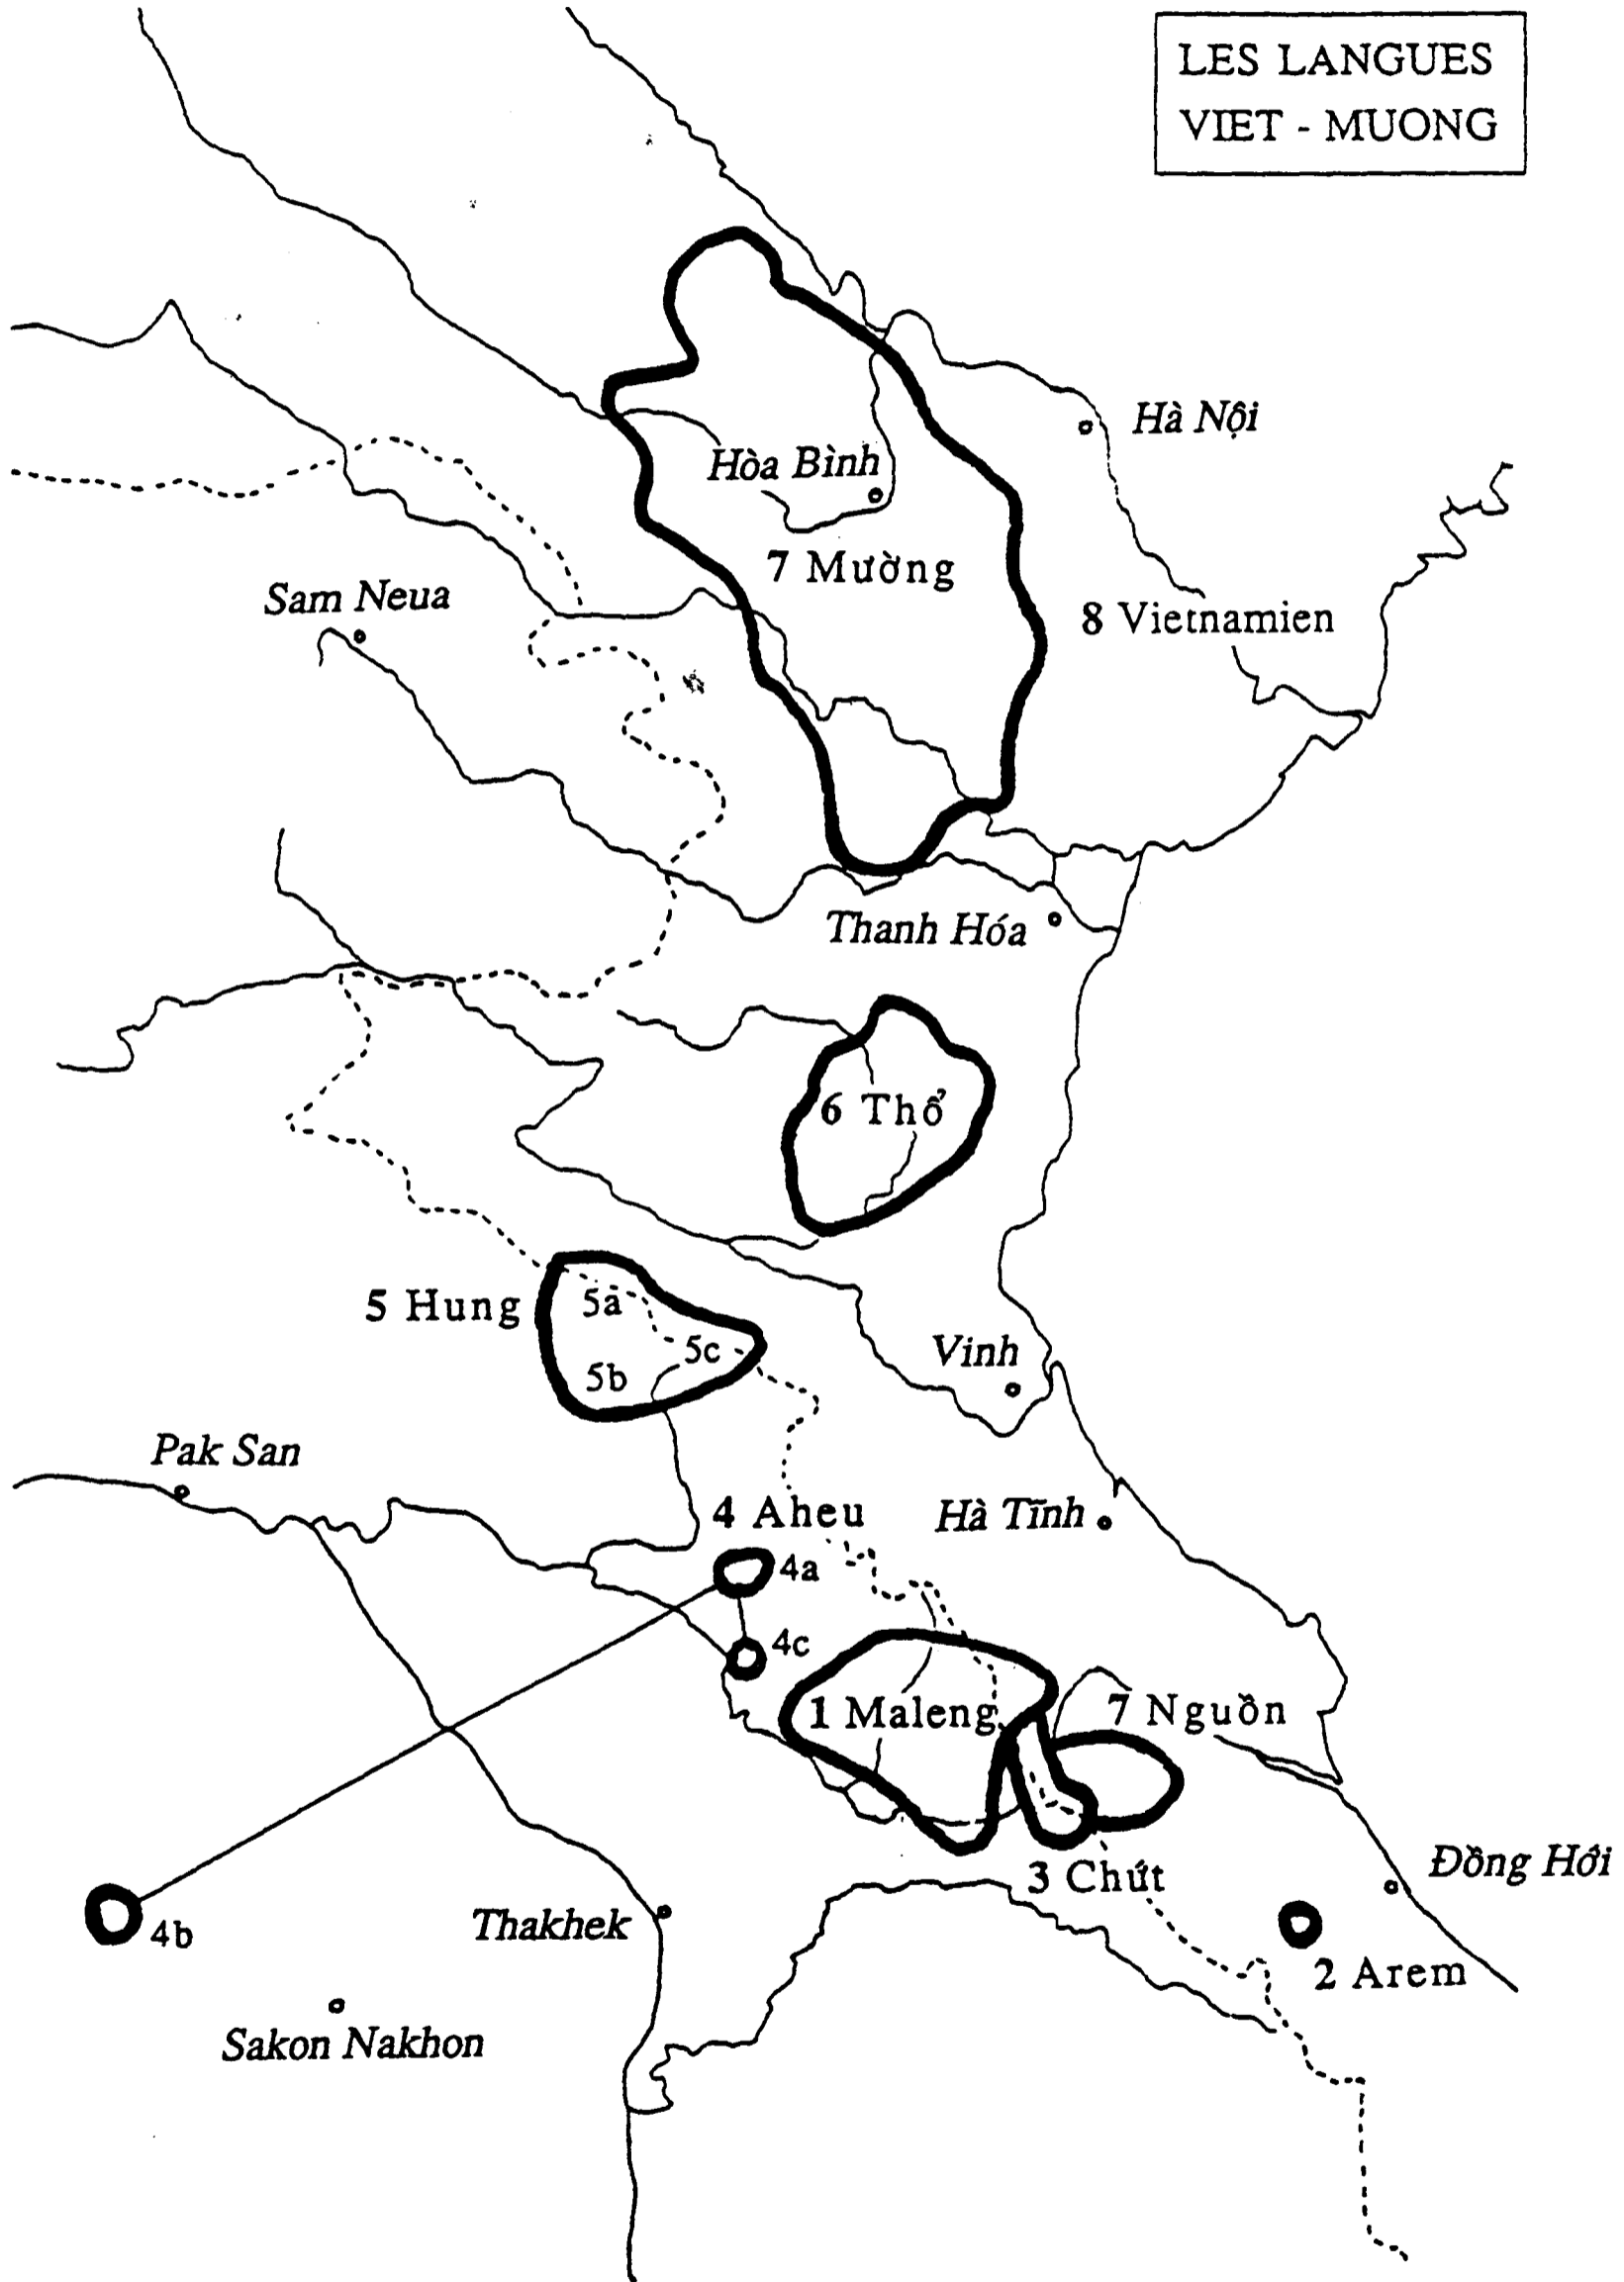 LES LANGUES
VIET - MUONG
Hà Nội
Hòa Bình
7 Mường
Sam Neua
8 Vietnamien
Thanh Hóa
6 Thổ
5 Hung
5a
5c
5b
Vinh
Pak San
4 Aheu
Hà Tĩnh
4a
4c
1 Maleng
7 Nguồn
3 Chứt
Đồng Hới
4b
Thakhek
2 Arem
Sakon Nakhon